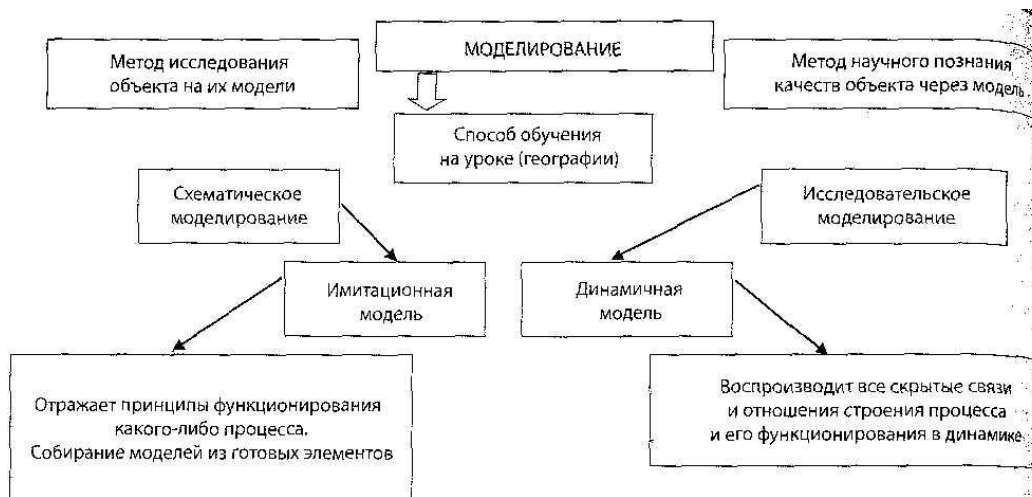 МОДЕЛИРОВАНИЕ
Метод исследования
объекта на их модели
Метод научного познания
качеств объекта через модель.
Способ обучения
на уроке (географии)
Схематическое
моделирование
Исследовательское
моделирование
Имитационная
модель
Динамичная
модель
Отражает принципы функционирования
какого-либо процесса.
Собирание моделей из готовых элементов
Воспроизводит все скрытые связи
и отношения строения процесса
и его функционирования в динамике